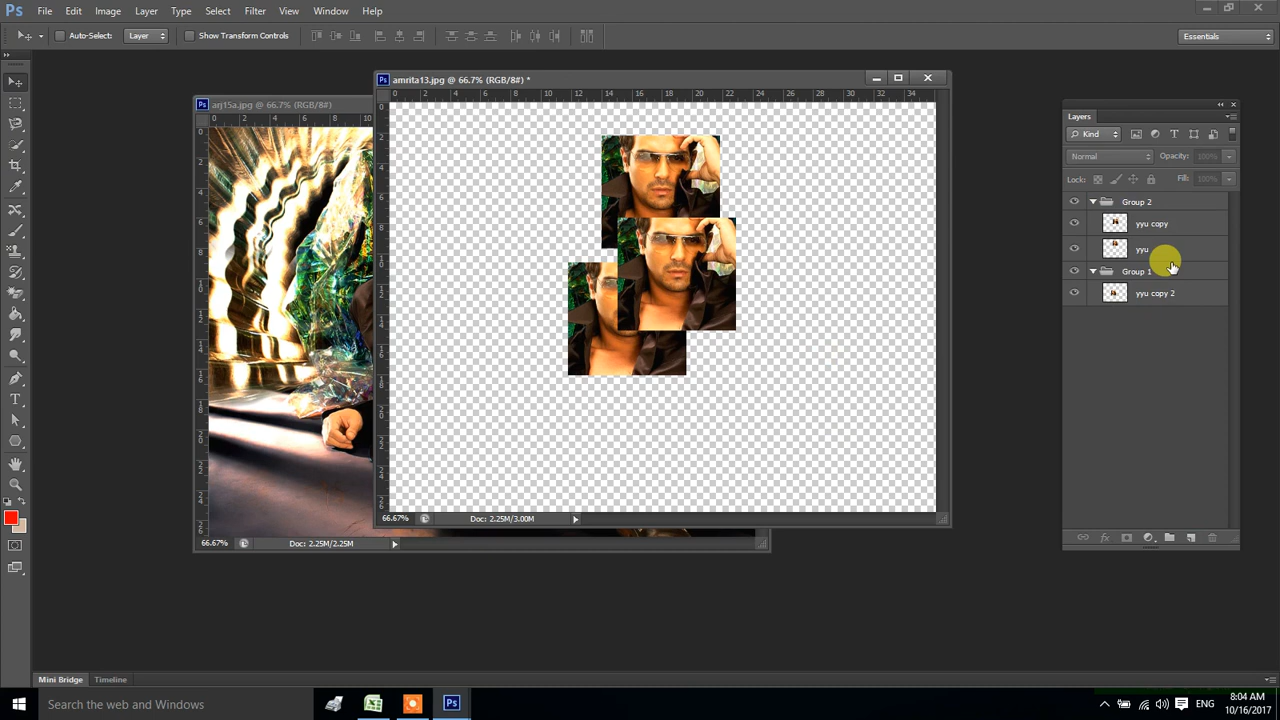 Ps File Edit Image Layer Type Select Filter View Window Help
Auto-Select: Layer Show Transform Controls Essentials
amrita13.jpg @ 66.7% (RGB/8#) *
0 2 4 6 8 10 12 14 16 18 20 22 24 26 28 30 32 34
arj15a.jpg @ 66.7% (RGB/8#)
0 2 4 6 8 10
Layers
Kind
Normal Opacity: 100%
Lock: Fill: 100%
Group 2
yyu copy
yyu
Group 1
yyu copy 2
66.67% Doc: 2.25M/3.00M
66.67% Doc: 2.25M/2.25M
Mini Bridge Timeline
Search the web and Windows
ENG
8:04 AM
10/16/2017